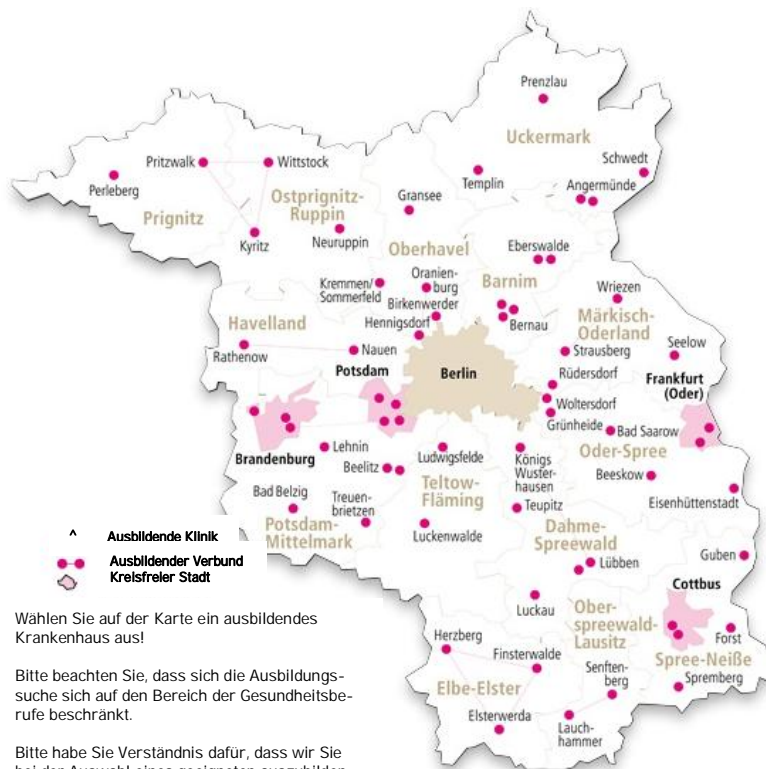 Prenzlau
Uckermark
Schwedt
Pritzwalk
Wittstock
Templin
Angermünde
Perleberg
Ostprignitz-
Ruppin
Gransee
Prignitz
Kyritz
Neuruppin
Oberhavel
Eberswalde
Kremmen/
Sommerfeld
Oranien-
burg
Barnim
Wriezen
Birkenwerder
Havelland
Hennigsdorf
Bernau
Märkisch-
Oderland
Seelow
Rathenow
Nauen
Strausberg
Potsdam
Berlin
Rüdersdorf
Frankfurt
(Oder)
Woltersdorf
Grünheide
Bad Saarow
Lehnin
Brandenburg
Ludwigsfelde
Königs
Wuster-
hausen
Oder-Spree
Beelitz
Beeskow
Teltow-
Fläming
Bad Belzig
Treuen-
brietzen
Teupitz
Eisenhüttenstadt
Potsdam-
Mittelmark
Luckenwalde
Dahme-
Spreewald
^ Ausbildende Klinik
Ausbildender Verbund
Kreisfreier Stadt
Lübben
Guben
Cottbus
Luckau
Ober-
spreewald-
Lausitz
Wählen Sie auf der Karte ein ausbildendes
Krankenhaus aus!
Herzberg
Forst
Finsterwalde
Spree-Neiße
Senften-
berg
Spremberg
Elbe-Elster
Bitte beachten Sie, dass sich die Ausbildungs-
suche sich auf den Bereich der Gesundheitsbe-
rufe beschränkt.
Elsterwerda
Lauch-
hammer
Bitte habe Sie Verständnis dafür, dass wir Sie
bei der Auswahl eines geeigneten auszubilden